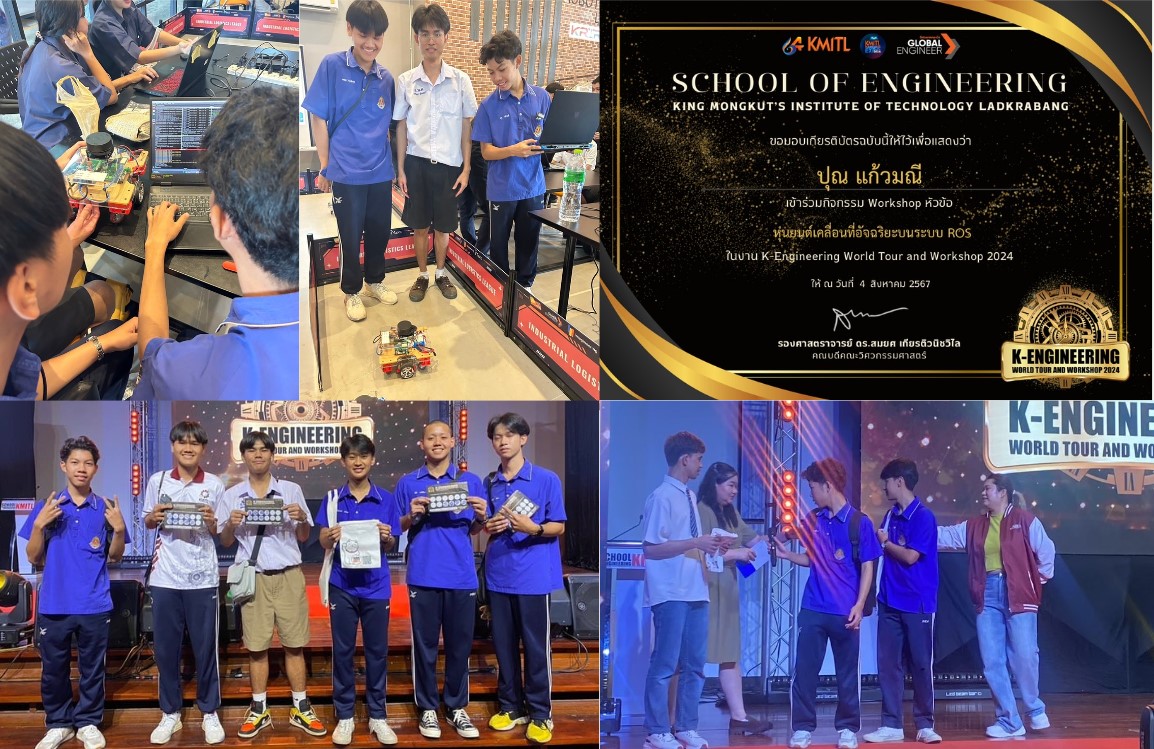 INDUSTRIAL LOGISTICS LEAGUE
INDUSTRIAL LOGISTICS LEAGUE
INDUSTRIAL LOGIS
KMITL
GLOBAL
ENGINEER
SCHOOL OF ENGINEERING
KING MONGKUT'S INSTITUTE OF TECHNOLOGY LADKRABANG
ขอมอบเกียรติบัตรฉบับนี้ให้ไว้เพื่อแสดงว่า
ปุณ แก้วมณี
เข้าร่วมกิจกรรม Workshop หัวข้อ
หุ่นยนต์เคลื่อนที่อัจฉริยะบนระบบ ROS
ในงาน K-Engineering World Tour and Workshop 2024
ให้ ณ วันที่ 4 สิงหาคม 2567
รองศาสตราจารย์ ดร.สมยศ เกียรติวนิชวิไล
คณบดีคณะวิศวกรรมศาสตร์
K-ENGINEERING
WORLD TOUR AND WORKSHOP 2024
K-ENGINEERING
K-ENGINE
WORLD TOUR AND WO
SCHOOL
ENGINEERING